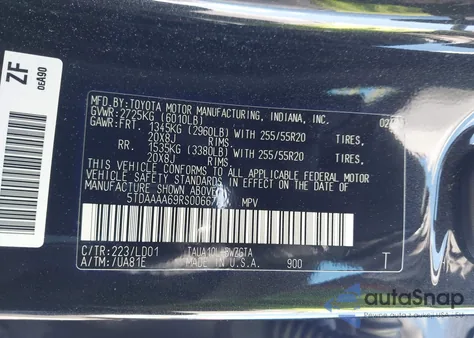 ZF
0EA90
MFD.BY:TOYOTA MOTOR MANUFACTURING, INDIANA, INC.
GVWR:2725KG (6010LB)
GAWR:FRT. 1345KG (2960LB) WITH 255/55R20 TIRES,
20X8J RIMS,
RR. 1535KG (3380LB) WITH 255/55R20 TIRES,
20X8J RIMS.
THIS VEHICLE CONFORMS TO ALL APPLICABLE FEDERAL MOTOR
VEHICLE SAFETY STANDARDS IN EFFECT ON THE DATE OF
MANUFACTURE SHOWN ABOVE.
MPV
C/TR:223/LD01
A/TM:/UA81E
MADE IN U.S.A. 900 T
autoSnap